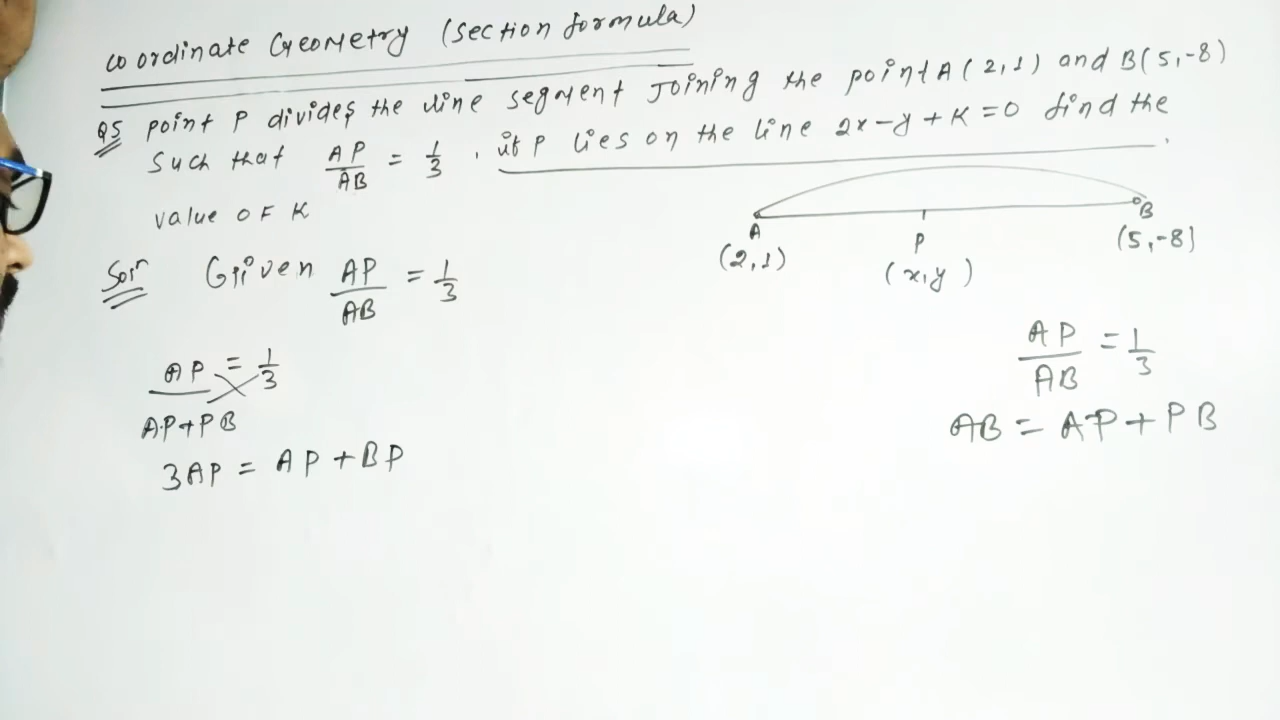 Coordinate Geometry (Section formula)
Q5 point P divides the line segment Joining the point A(2,1) and B(5,-8)
Such that AP/AB = 1/3 . if P lies on the line 2x-y+K=0 find the
value OF K
A
P
B
(2,1)
(x,y)
(5,-8)
Soln Given AP/AB = 1/3
AP/AP+PB = 1/3
3AP = AP+BP
AP/AB = 1/3
AB = AP+PB